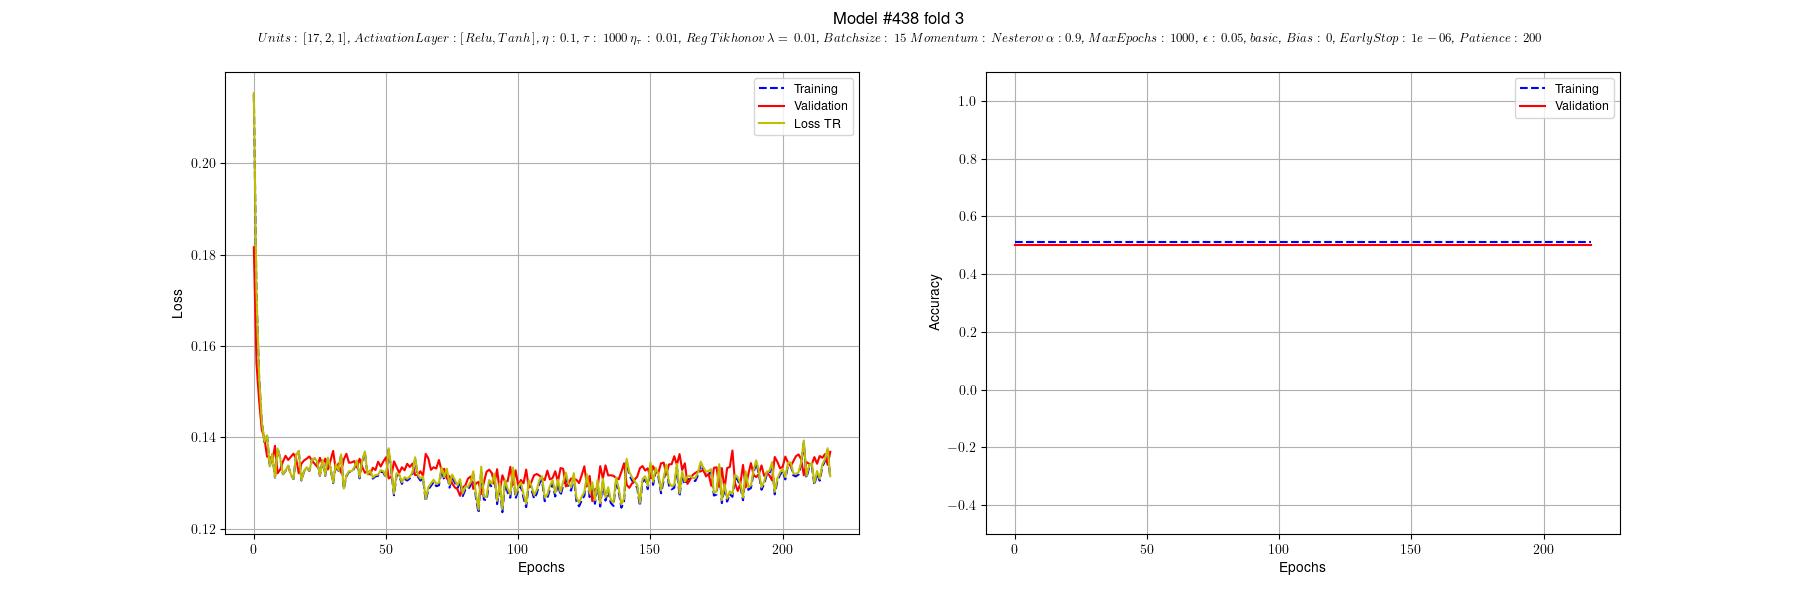 Model #438 fold 3
Units : [17, 2, 1], ActivationLayer : [Relu, Tanh], η : 0.1, τ : 1000 ητ : 0.01, Reg Tikhonov λ = 0.01, Batchsize : 15 Momentum : Nesterov α : 0.9, MaxEpochs : 1000, ϵ : 0.05, basic, Bias : 0, EarlyStop : 1e − 06, Patience : 200
Training
Validation
Loss TR
0.20
0.18
0.16
0.14
0.12
Loss
0 50 100 150 200
Epochs
Training
Validation
1.0
0.8
0.6
0.4
0.2
0.0
−0.2
−0.4
Accuracy
0 50 100 150 200
Epochs